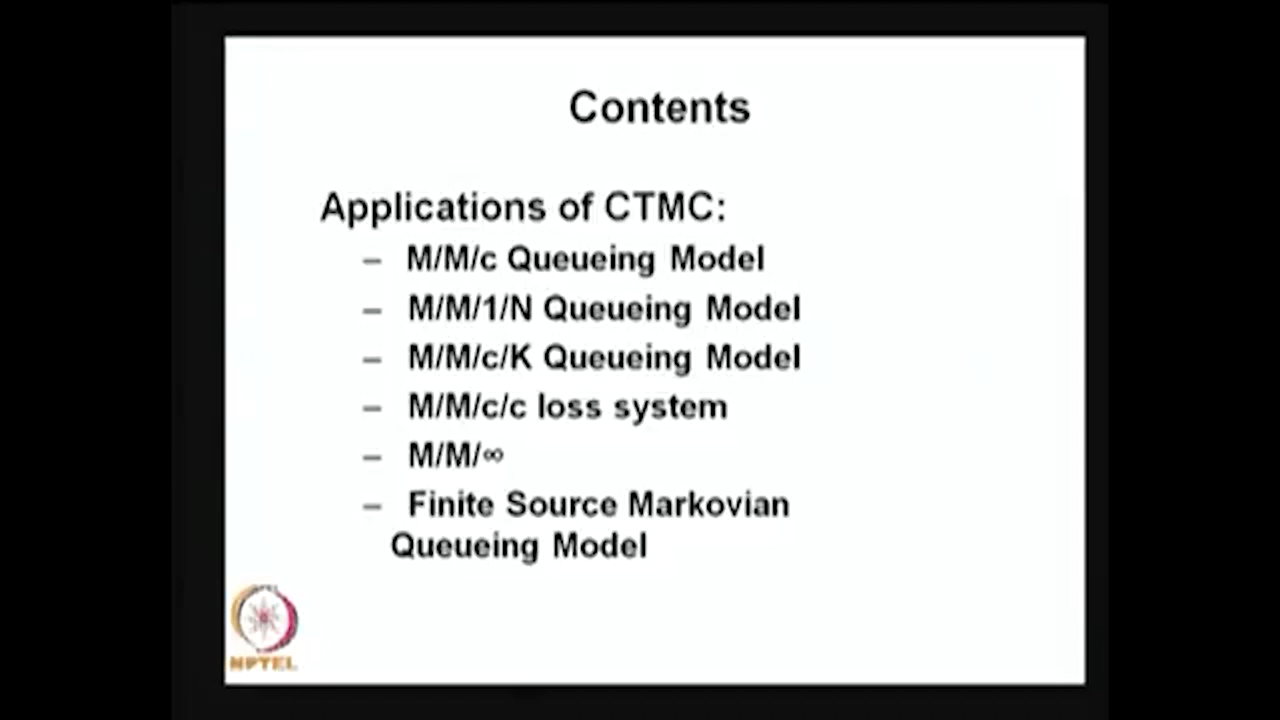 Contents
Applications of CTMC:
– M/M/c Queueing Model
– M/M/1/N Queueing Model
– M/M/c/K Queueing Model
– M/M/c/c loss system
– M/M/∞
– Finite Source Markovian
Queueing Model
NPTEL